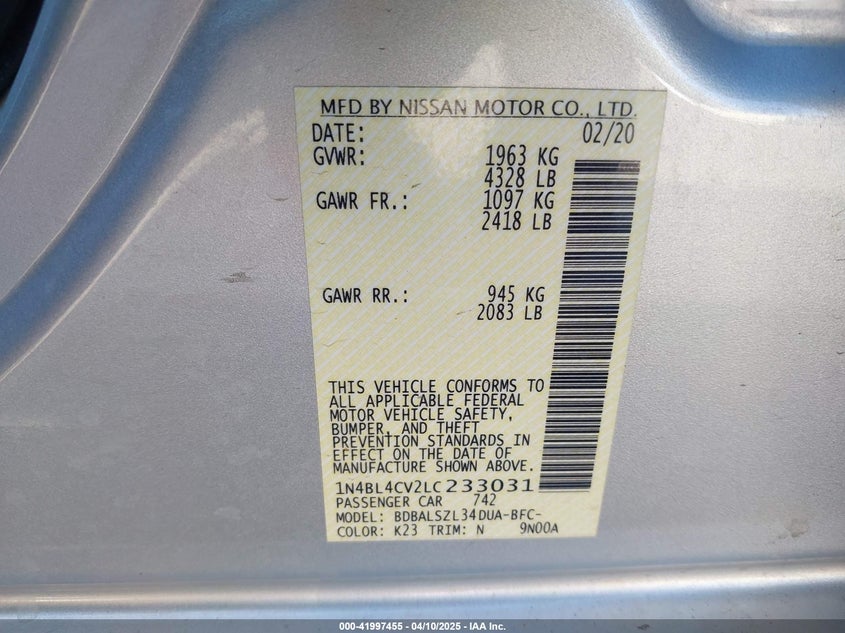 MFD BY NISSAN MOTOR CO., LTD.
DATE: 02/20
GVWR: 1963 KG
4328 LB
GAWR FR.: 1097 KG
2418 LB
GAWR RR.: 945 KG
2083 LB
THIS VEHICLE CONFORMS TO
ALL APPLICABLE FEDERAL
MOTOR VEHICLE SAFETY,
BUMPER, AND THEFT
PREVENTION STANDARDS IN
EFFECT ON THE DATE OF
MANUFACTURE SHOWN ABOVE.
1N4BL4CV2LC233031
PASSENGER CAR 742
MODEL: BDBALSZL34DUA-BFC-
COLOR: K23 TRIM: N 9N00A
000-41997455 - 04/10/2025 - IAA Inc.